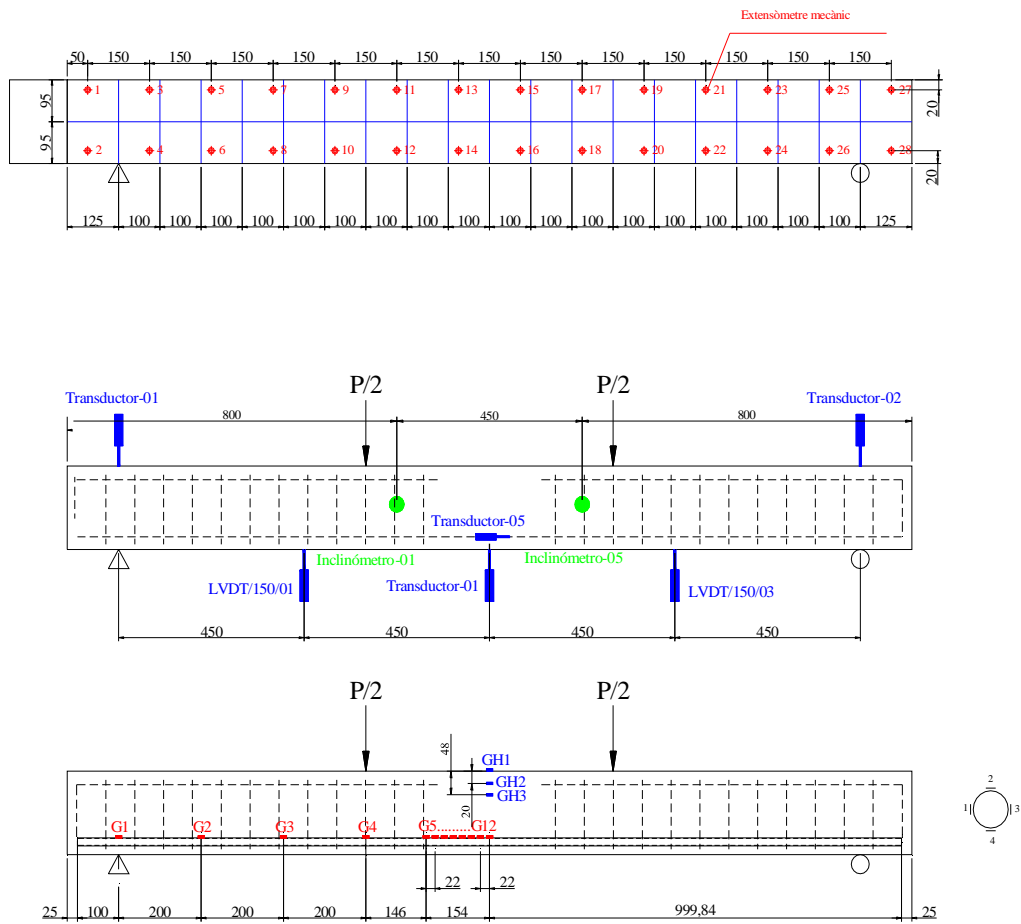 Extensòmetre mecànic
50 150 150 150 150 150 150 150 150 150 150 150 150 150
95 1 3 5 7 9 11 13 15 17 19 21 23 25 27 20
95 2 4 6 8 10 12 14 16 18 20 22 24 26 28 20
125 100 100 100 100 100 100 100 100 100 100 100 100 100 100 100 100 100 100 125
P/2 P/2
Transductor-01 Transductor-02
800 450 800
Transductor-05
Inclinómetro-01 Inclinómetro-05
LVDT/150/01 Transductor-01 LVDT/150/03
450 450 450 450
P/2 P/2
48 GH1
GH2
GH3
20
G1 G2 G3 G4 G5.........G12
22 22
25 100 200 200 200 146 154 999,84 25
2
1 3
4